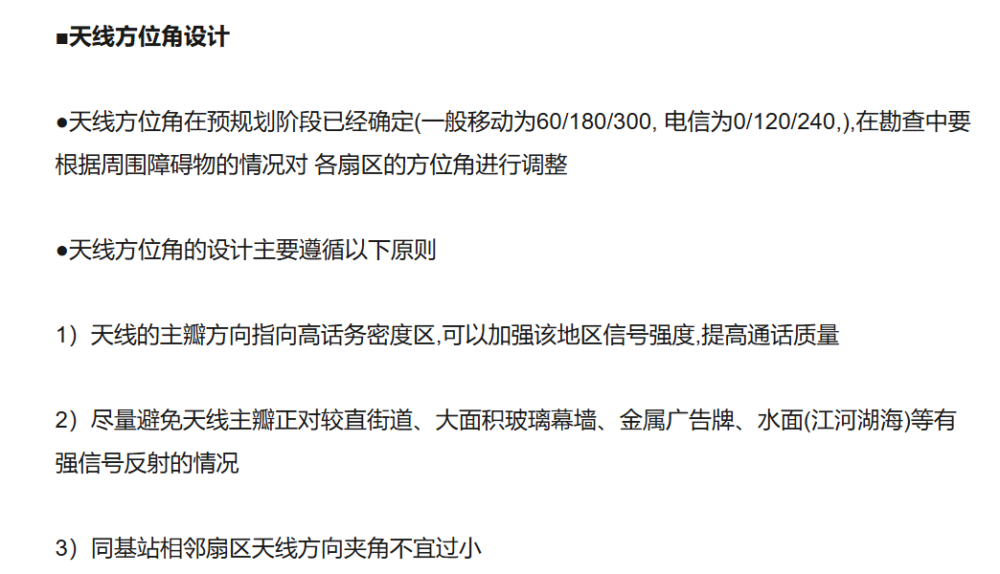 ■天线方位角设计
●天线方位角在预规划阶段已经确定(一般移动为60/180/300, 电信为0/120/240,),在勘查中要
根据周围障碍物的情况对 各扇区的方位角进行调整
●天线方位角的设计主要遵循以下原则
1）天线的主瓣方向指向高话务密度区,可以加强该地区信号强度,提高通话质量
2）尽量避免天线主瓣正对较直街道、大面积玻璃幕墙、金属广告牌、水面(江河湖海)等有
强信号反射的情况
3）同基站相邻扇区天线方向夹角不宜过小